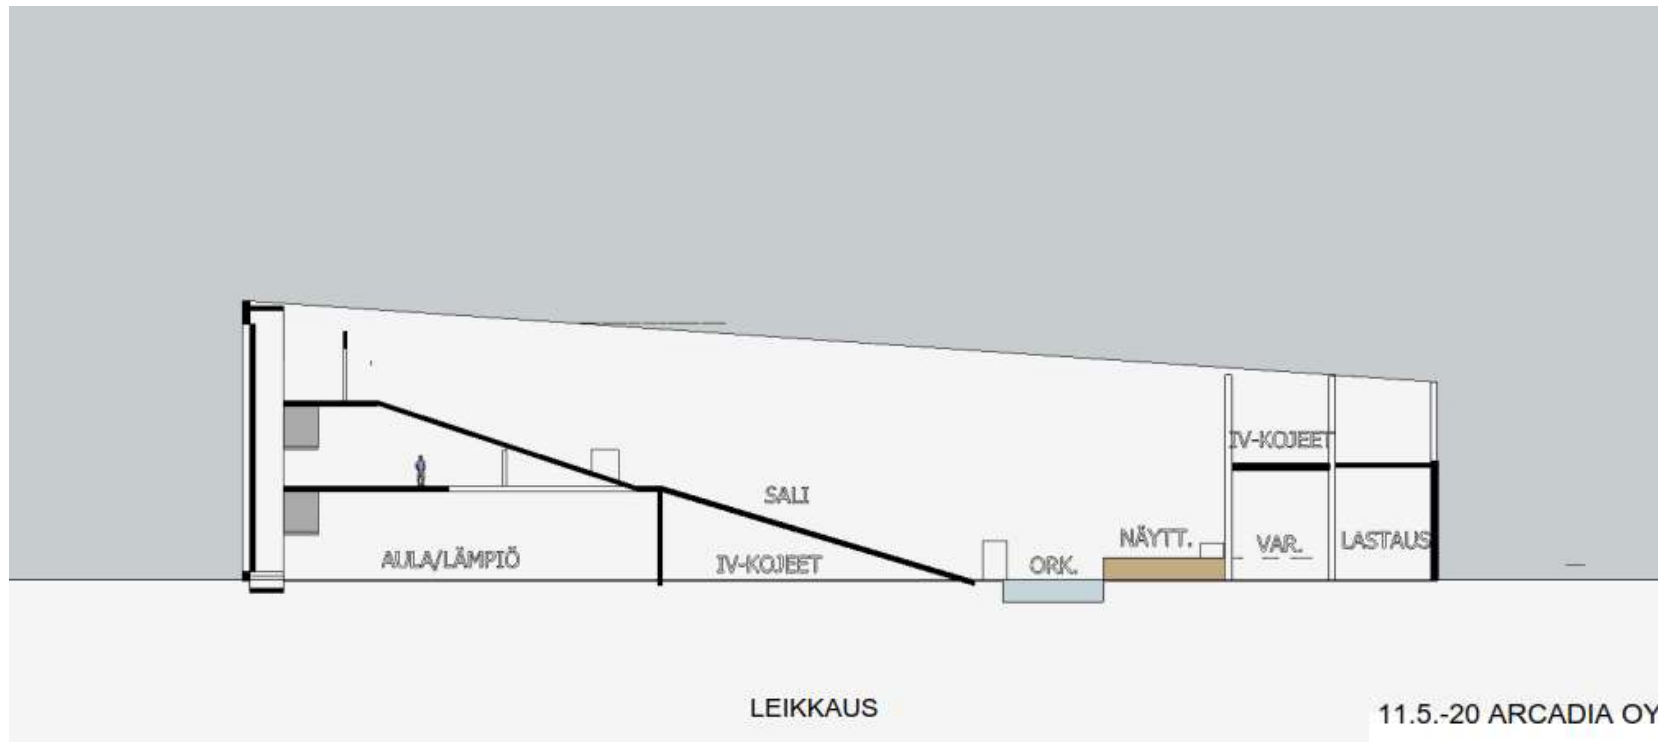 IV-KOJEET
SALI
NÄYTT.
VAR.
LASTAUS
AULA/LÄMPIÖ
IV-KOJEET
ORK.
LEIKKAUS
11.5.-20 ARCADIA OY